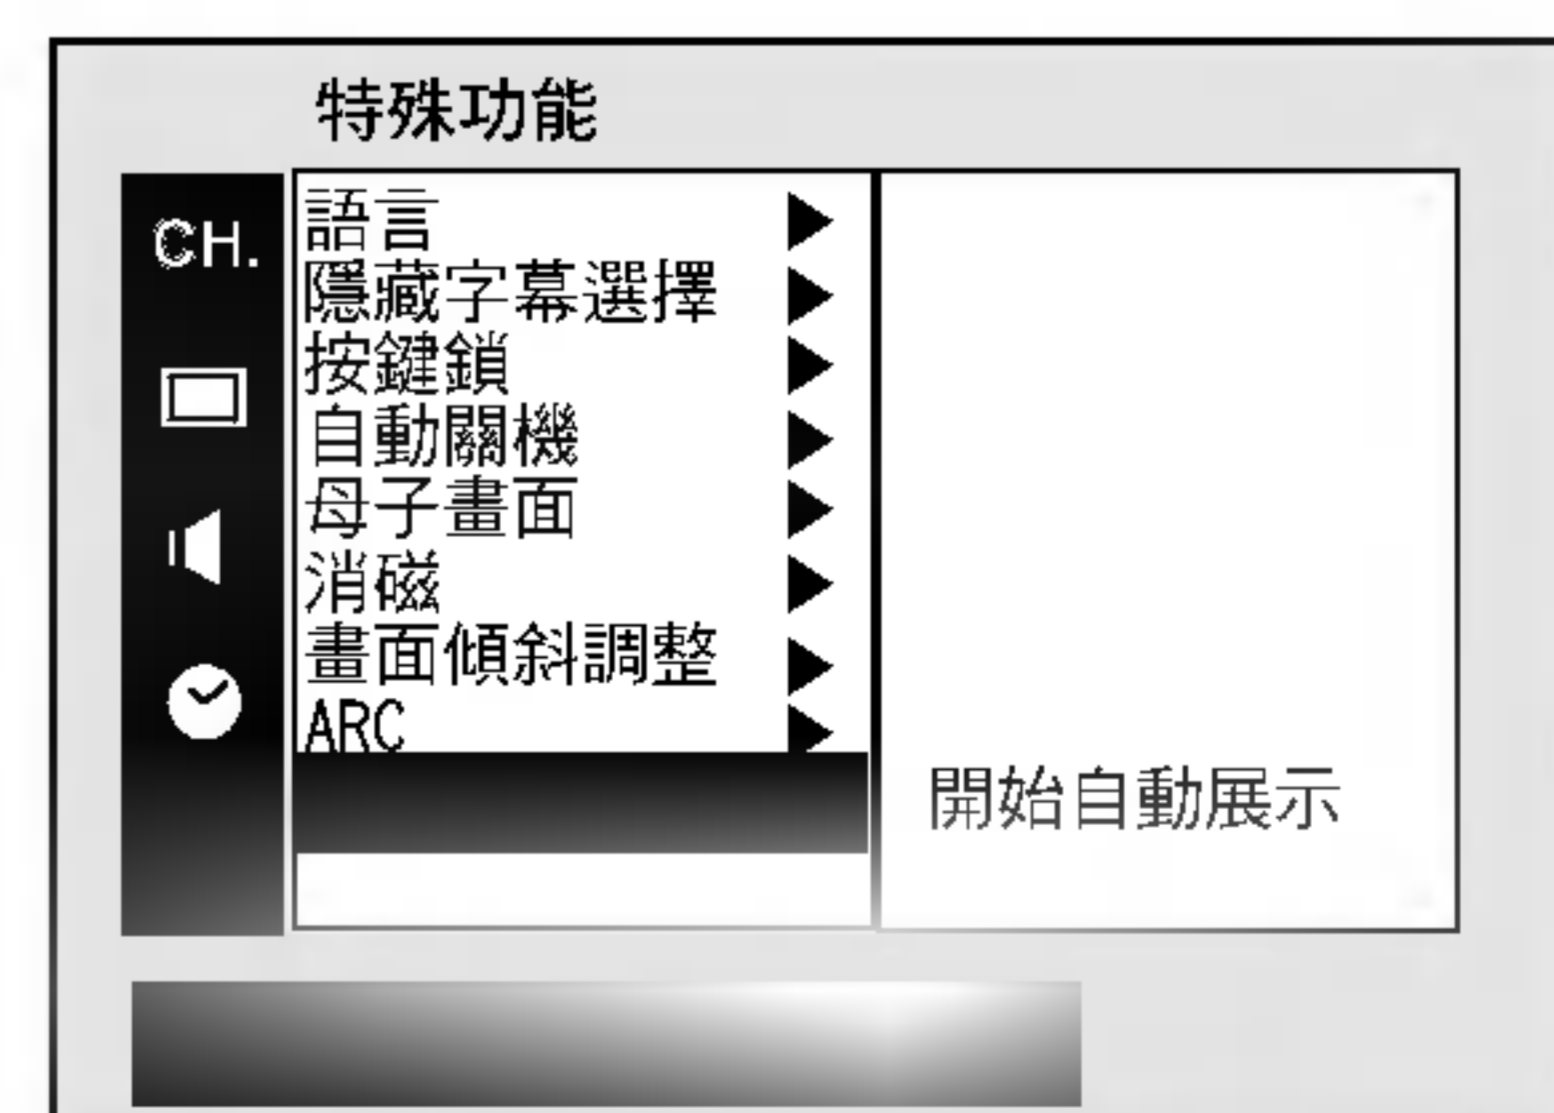 特殊功能
CH.
語言
隱藏字幕選擇
按鍵鎖
自動關機
母子畫面
消磁
畫面傾斜調整
ARC
開始自動展示